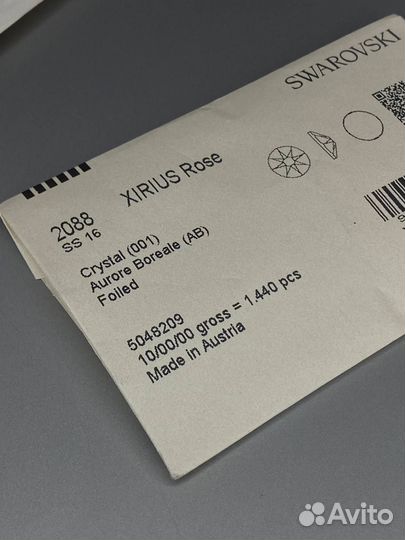 SWAROVSKI
2088 XIRIUS Rose
SS 16
Crystal (001)
Aurore Boreale (AB)
Foiled
5048209
10/00/00 gross = 1.440 pcs
Made in Austria
Avito